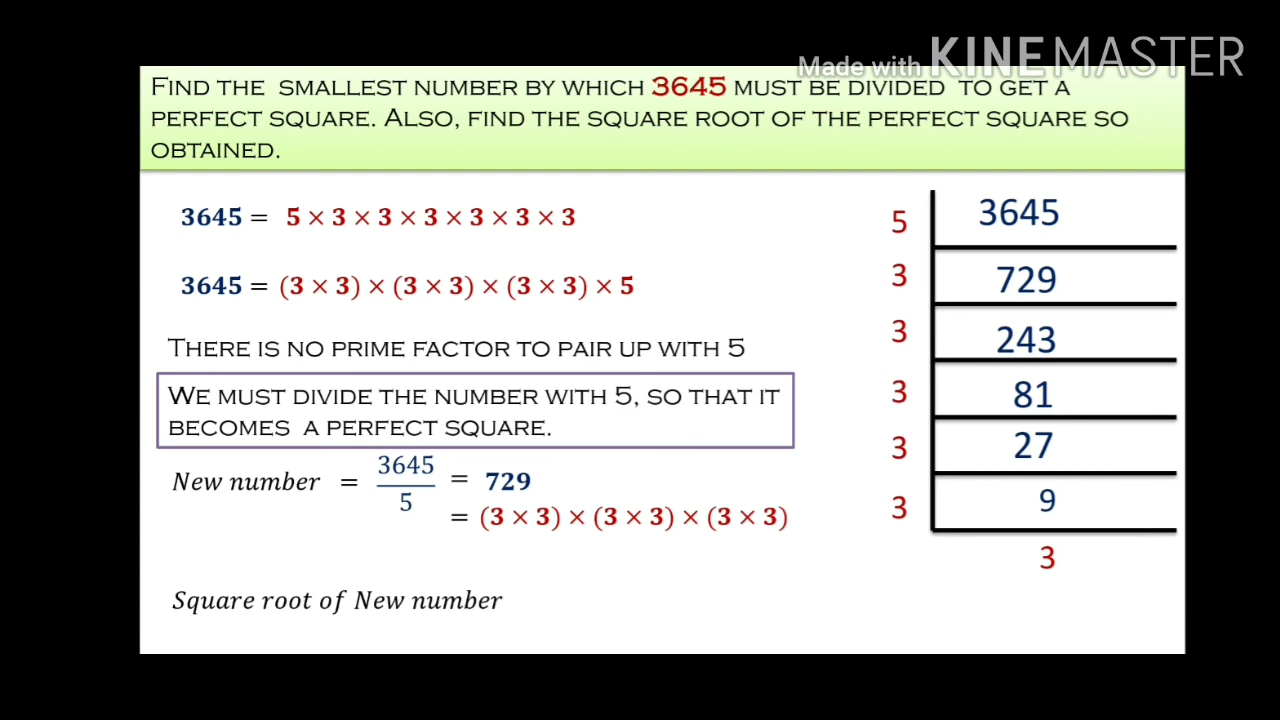 Made with KINEMASTER
FIND THE SMALLEST NUMBER BY WHICH 3645 MUST BE DIVIDED TO GET A
PERFECT SQUARE. ALSO, FIND THE SQUARE ROOT OF THE PERFECT SQUARE SO
OBTAINED.
3645 = 5 × 3 × 3 × 3 × 3 × 3 × 3
3645 = (3 × 3) × (3 × 3) × (3 × 3) × 5
THERE IS NO PRIME FACTOR TO PAIR UP WITH 5
WE MUST DIVIDE THE NUMBER WITH 5, SO THAT IT
BECOMES A PERFECT SQUARE.
New number = 3645/5 = 729
= (3 × 3) × (3 × 3) × (3 × 3)
Square root of New number
5 3645
3 729
3 243
3 81
3 27
3 9
3